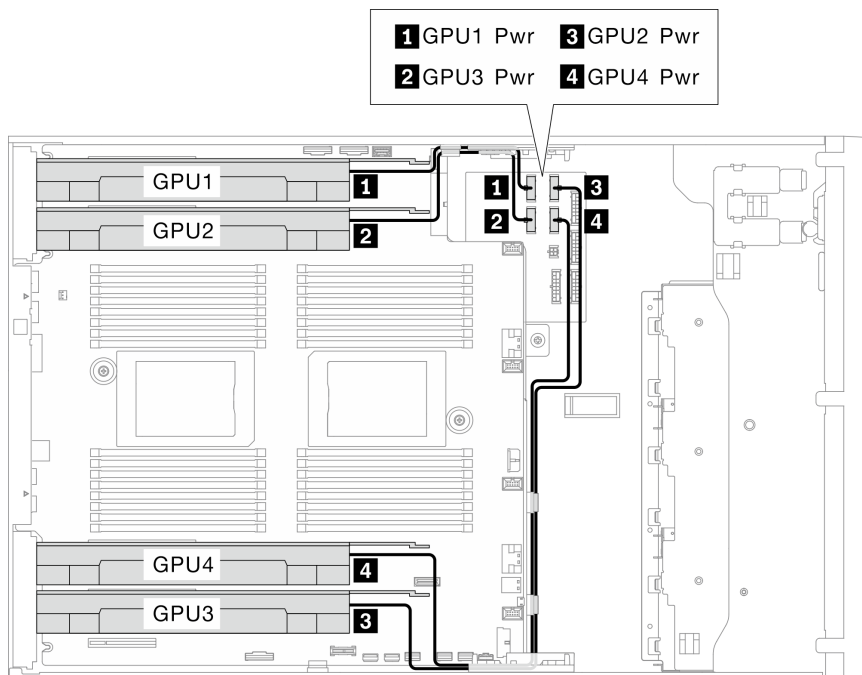 1 GPU1 Pwr 3 GPU2 Pwr
2 GPU3 Pwr 4 GPU4 Pwr
GPU1 1
GPU2 2
1 3
2 4
GPU4 4
GPU3 3